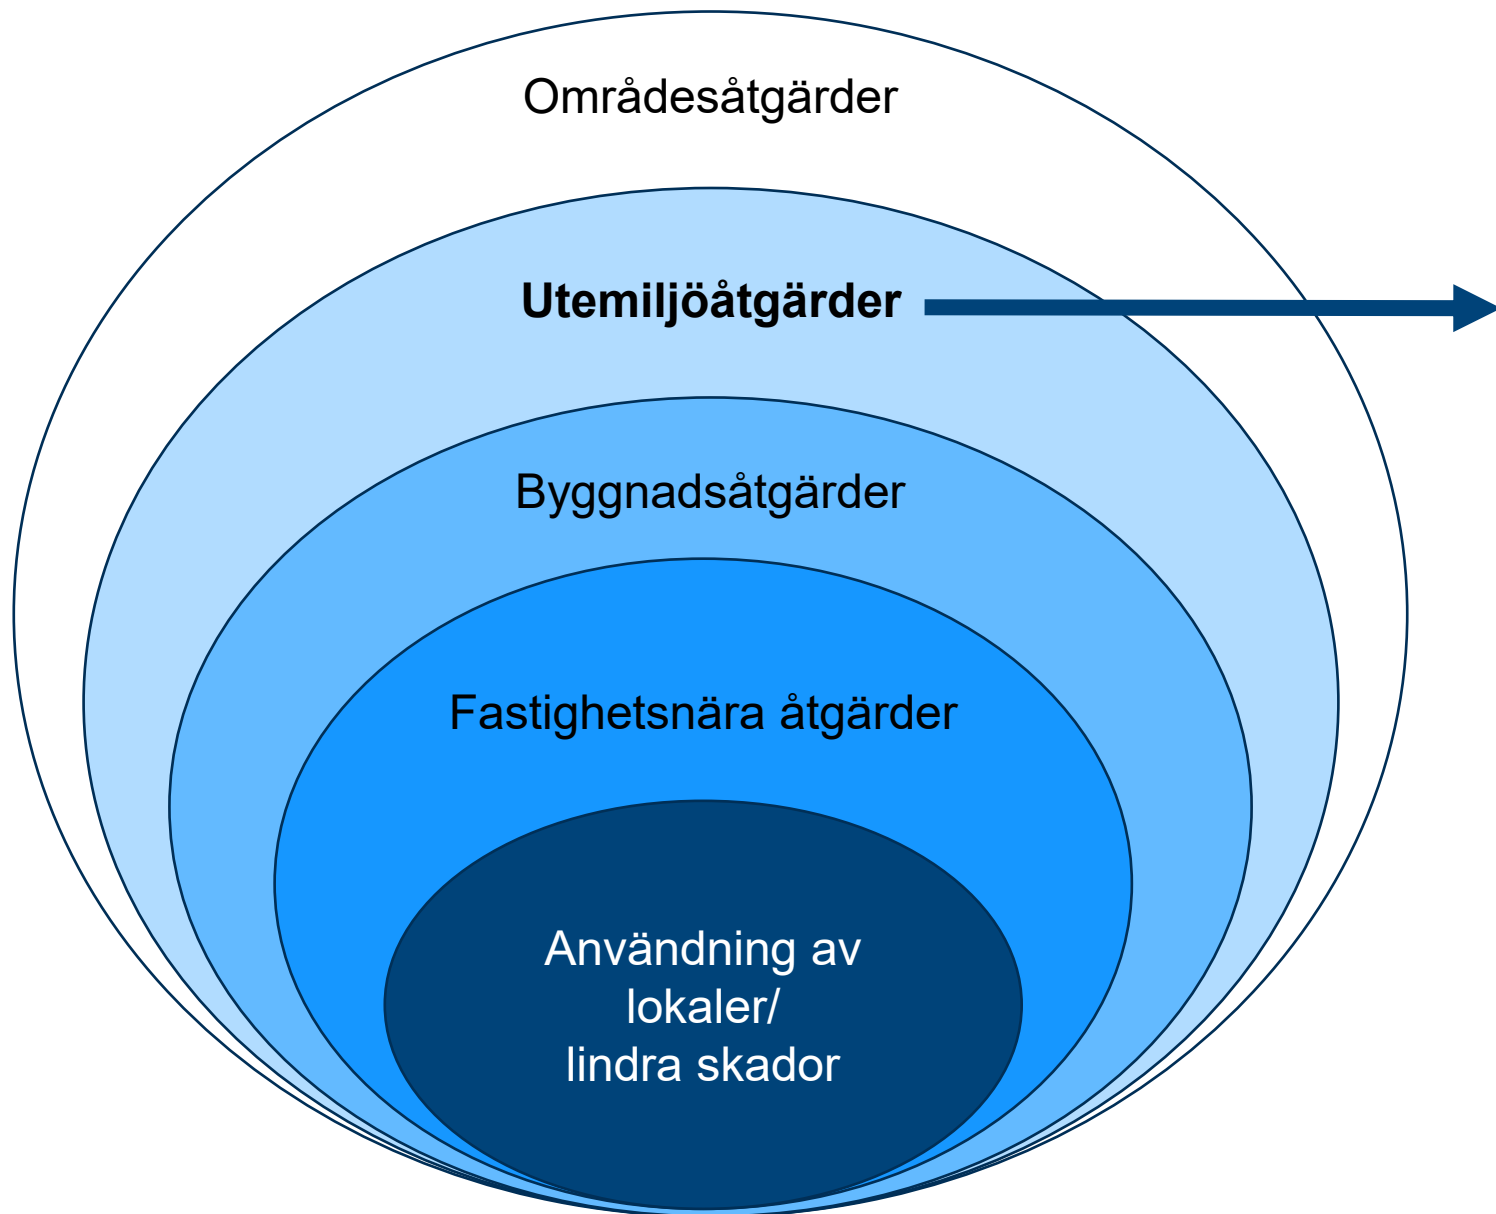 Områdesåtgärder
Utemiljöåtgärder
Byggnadsåtgärder
Fastighetsnära åtgärder
Användning av
lokaler/
lindra skador